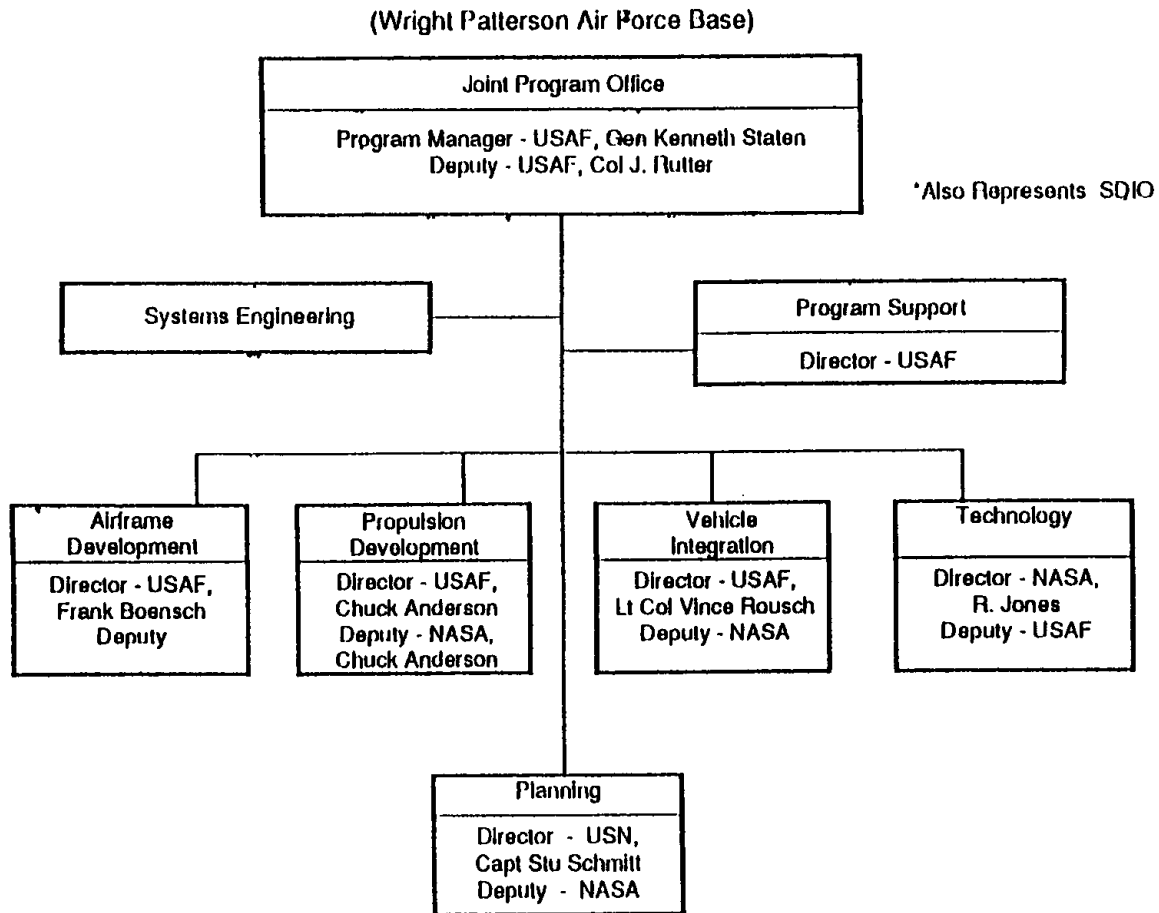 (Wright Patterson Air Force Base)
Joint Program Office
Program Manager - USAF, Gen Kenneth Staten
Deputy - USAF, Col J. Rutter
*Also Represents SDIO
Systems Engineering
Program Support
Director - USAF
Airframe
Development
Director - USAF,
Frank Boensch
Deputy
Propulsion
Development
Director - USAF,
Chuck Anderson
Deputy - NASA,
Chuck Anderson
Vehicle
Integration
Director - USAF,
Lt Col Vince Rousch
Deputy - NASA
Technology
Director - NASA,
R. Jones
Deputy - USAF
Planning
Director - USN,
Capt Stu Schmitt
Deputy - NASA